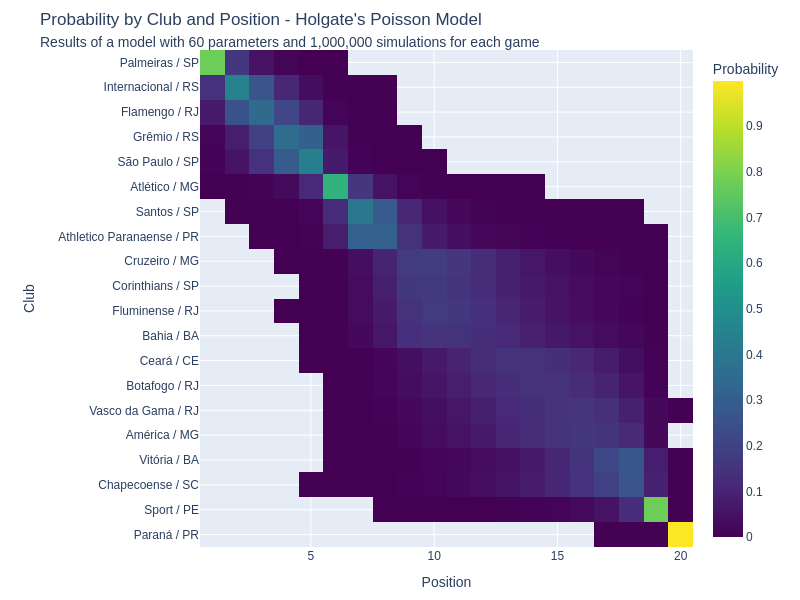 Probability by Club and Position - Holgate's Poisson Model
Results of a model with 60 parameters and 1,000,000 simulations for each game
Probability
Palmeiras / SP
Internacional / RS
Flamengo / RJ
Grêmio / RS
São Paulo / SP
Atlético / MG
Santos / SP
Athletico Paranaense / PR
Cruzeiro / MG
Corinthians / SP
Fluminense / RJ
Bahia / BA
Ceará / CE
Botafogo / RJ
Vasco da Gama / RJ
América / MG
Vitória / BA
Chapecoense / SC
Sport / PE
Paraná / PR
Club
5 10 15 20
Position
0.9
0.8
0.7
0.6
0.5
0.4
0.3
0.2
0.1
0